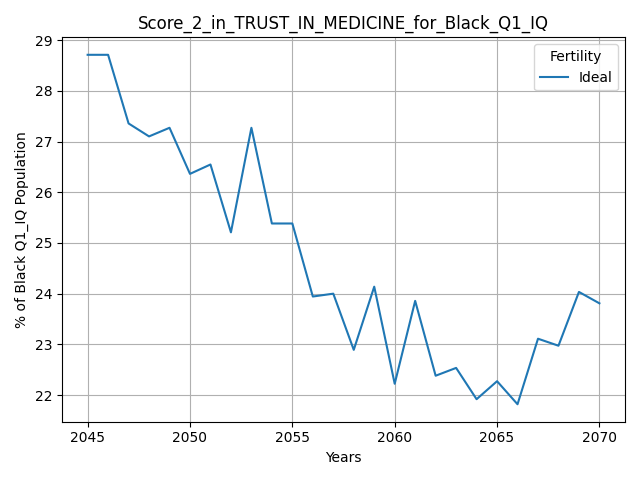 Score_2_in_TRUST_IN_MEDICINE_for_Black_Q1_IQ
% of Black Q1_IQ Population
29
28
27
26
25
24
23
22
Fertility
Ideal
2045 2050 2055 2060 2065 2070
Years